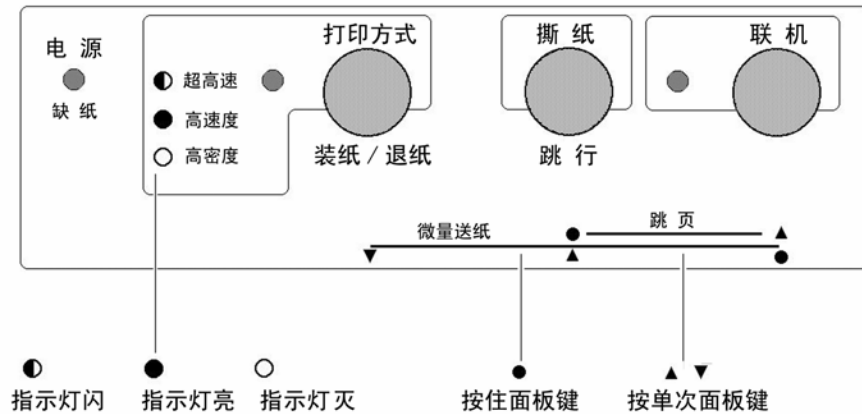 电 源
缺 纸
超高速
高速度
高密度
打印方式
装纸 / 退纸
撕 纸
跳 行
联 机
微量送纸
跳 页
指示灯闪
指示灯亮
指示灯灭
按住面板键
按单次面板键